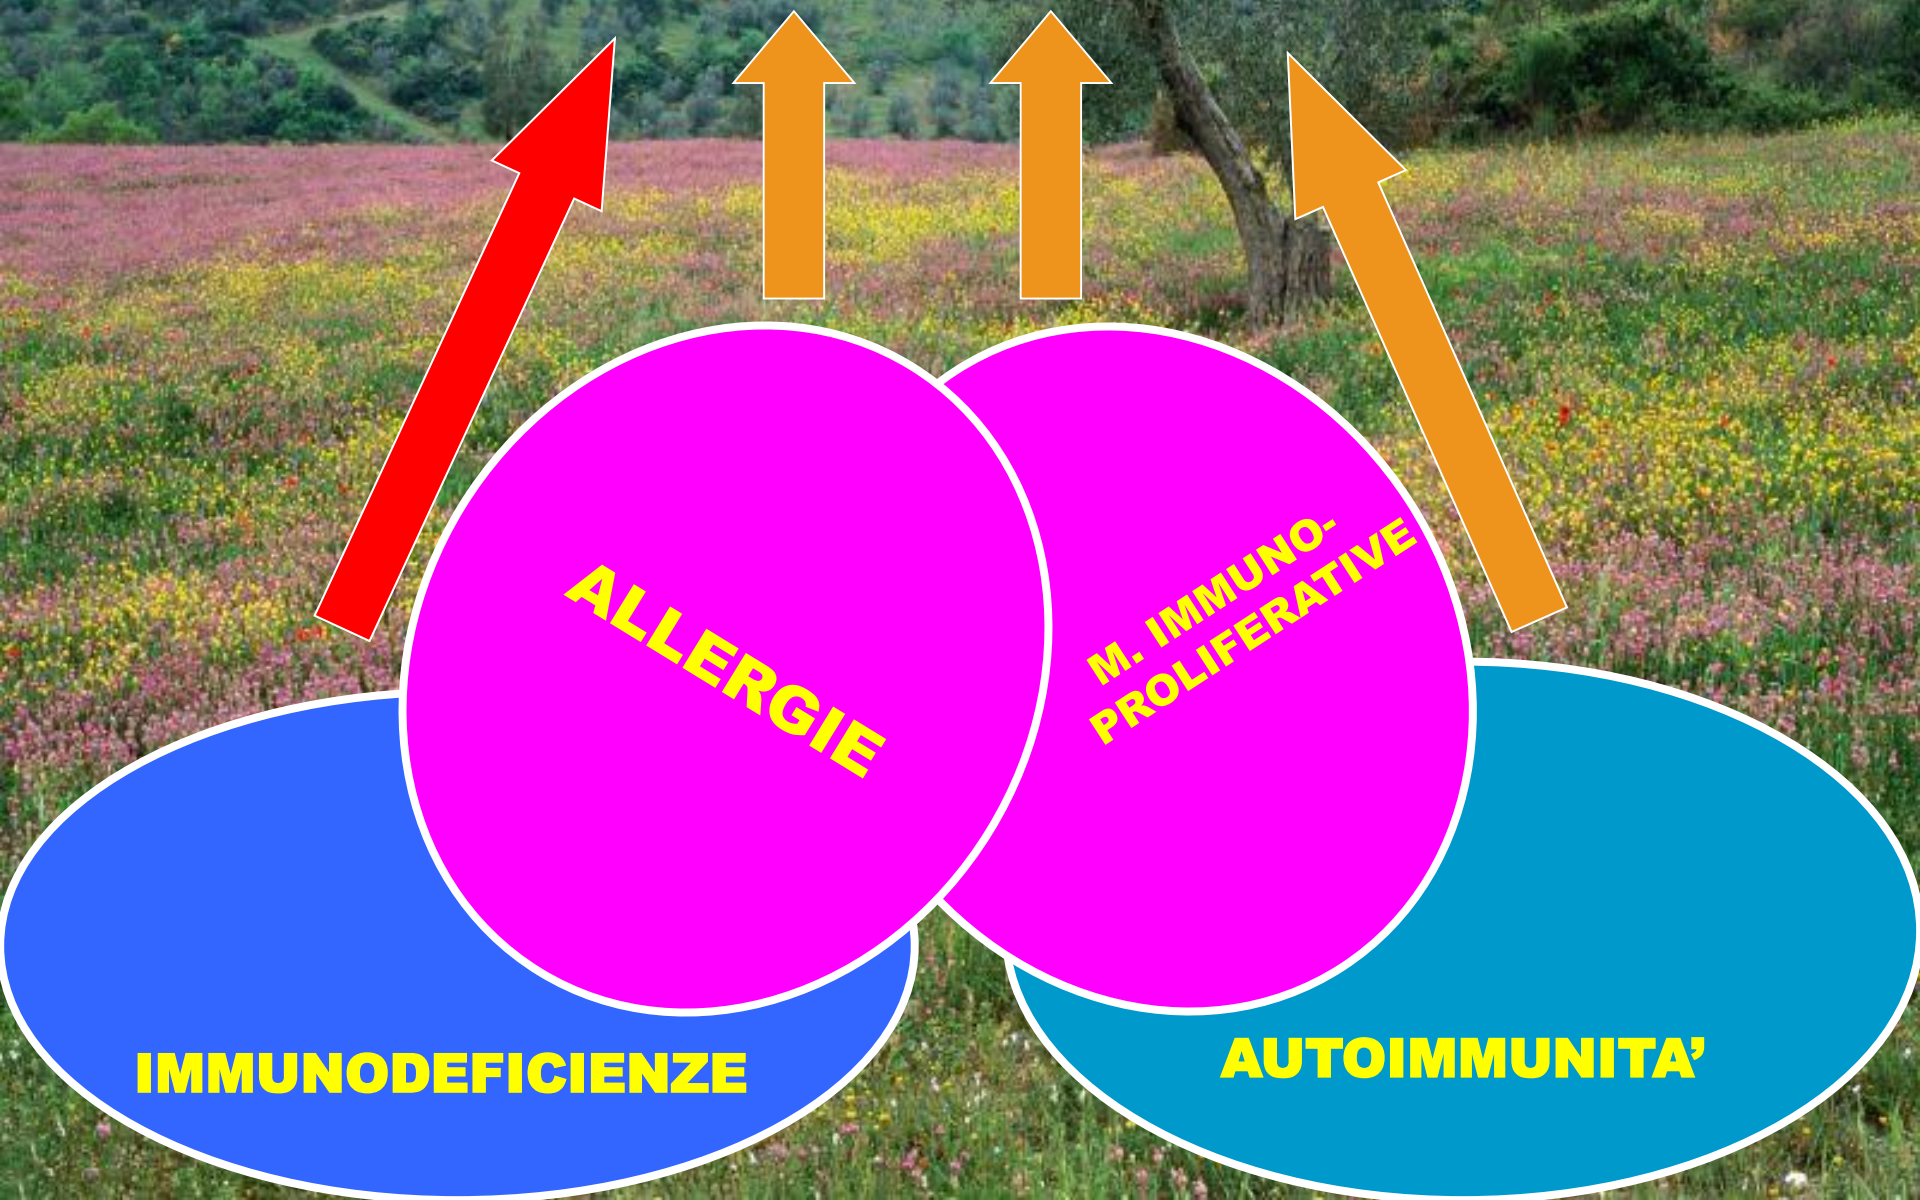 ALLERGIE
M. IMMUNO-
PROLIFERATIVE
IMMUNODEFICIENZE
AUTOIMMUNITA’